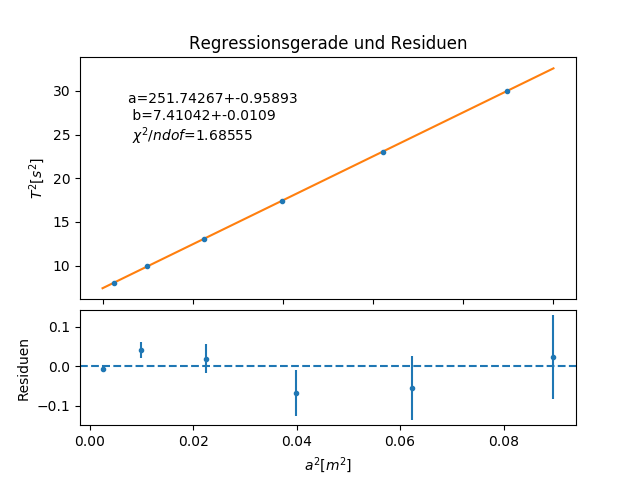 Regressionsgerade und Residuen
30
25
20
15
10
T²[s²]
a=251.74267+-0.95893
b=7.41042+-0.0109
χ²/ndof=1.68555
0.1
0.0
−0.1
Residuen
0.00 0.02 0.04 0.06 0.08
a²[m²]